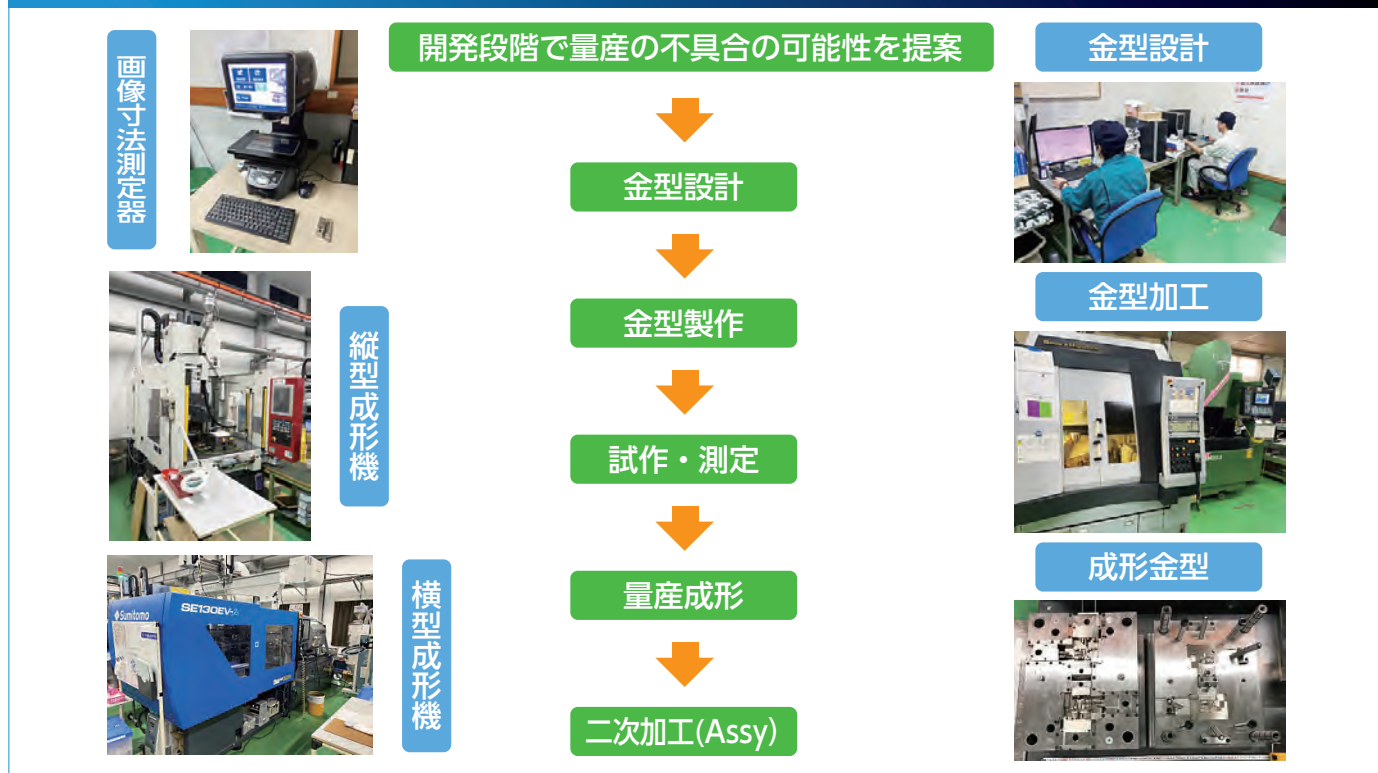 開発段階で量産の不具合の可能性を提案
金型設計
金型製作
試作・測定
量産成形
二次加工(Assy)
画像寸法測定器
縦型成形機
横型成形機
Sumitomo
SE130EV-A
金型設計
金型加工
成形金型